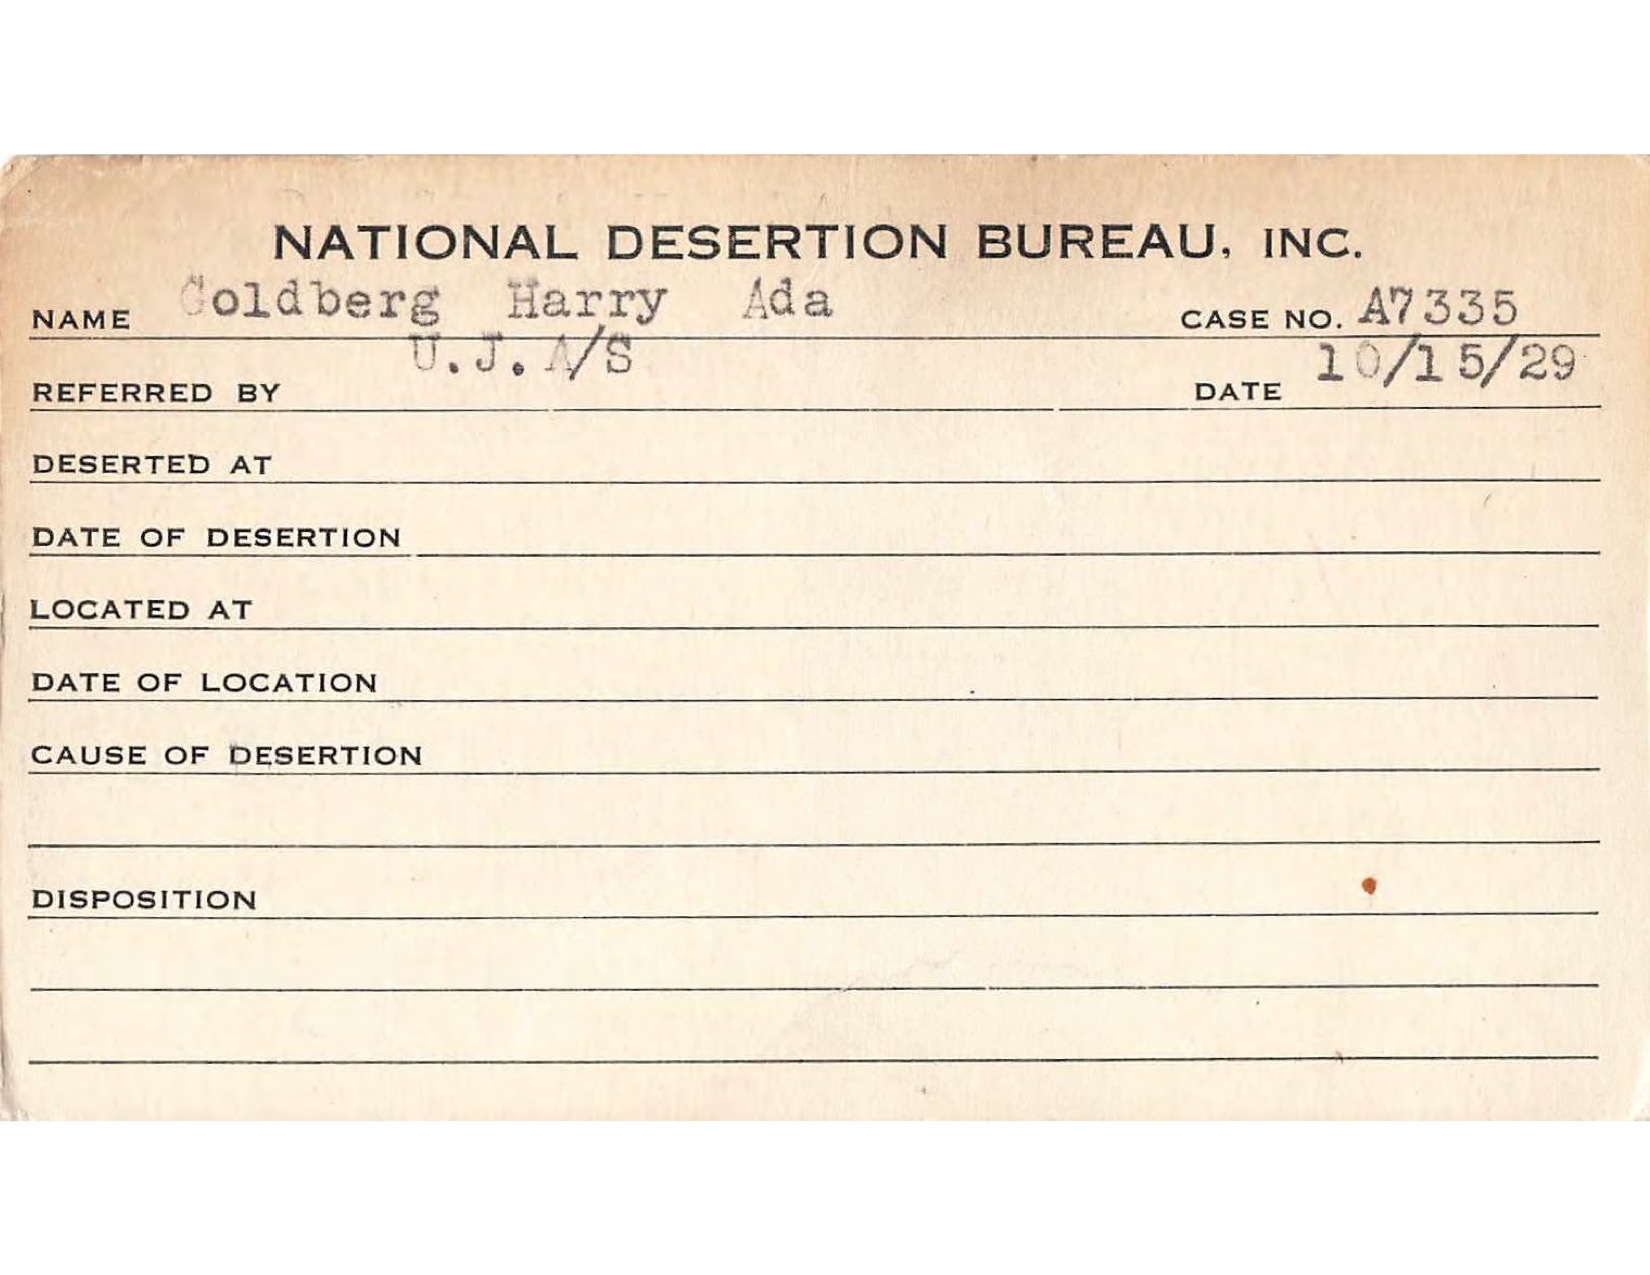 NATIONAL DESERTION BUREAU, INC.
NAME Goldberg Harry Ada CASE NO. A7335
REFERRED BY U.J.A/S DATE 10/15/29
DESERTED AT
DATE OF DESERTION
LOCATED AT
DATE OF LOCATION
CAUSE OF DESERTION
DISPOSITION